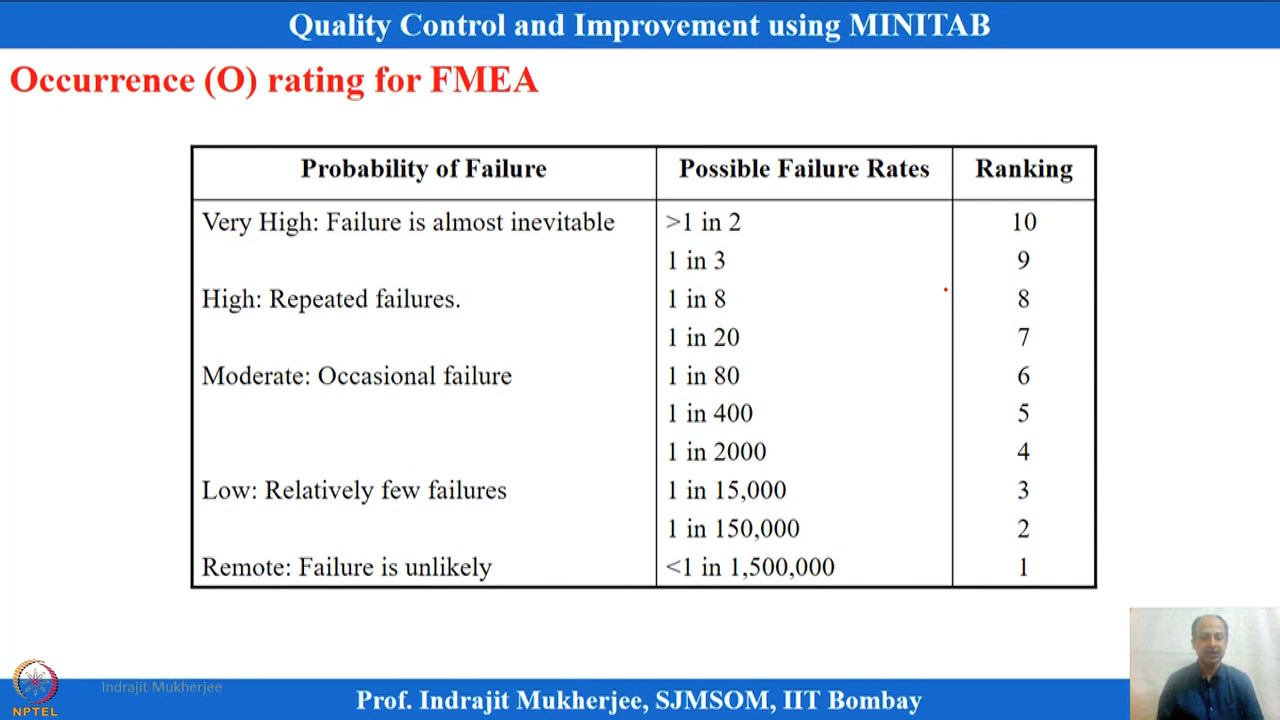 Quality Control and Improvement using MINITAB
Occurrence (O) rating for FMEA
Probability of Failure Possible Failure Rates Ranking
Very High: Failure is almost inevitable >1 in 2 10
1 in 3 9
High: Repeated failures. 1 in 8 8
1 in 20 7
Moderate: Occasional failure 1 in 80 6
1 in 400 5
1 in 2000 4
Low: Relatively few failures 1 in 15,000 3
1 in 150,000 2
Remote: Failure is unlikely <1 in 1,500,000 1
Indrajit Mukherjee
NPTEL
Prof. Indrajit Mukherjee, SJMSOM, IIT Bombay